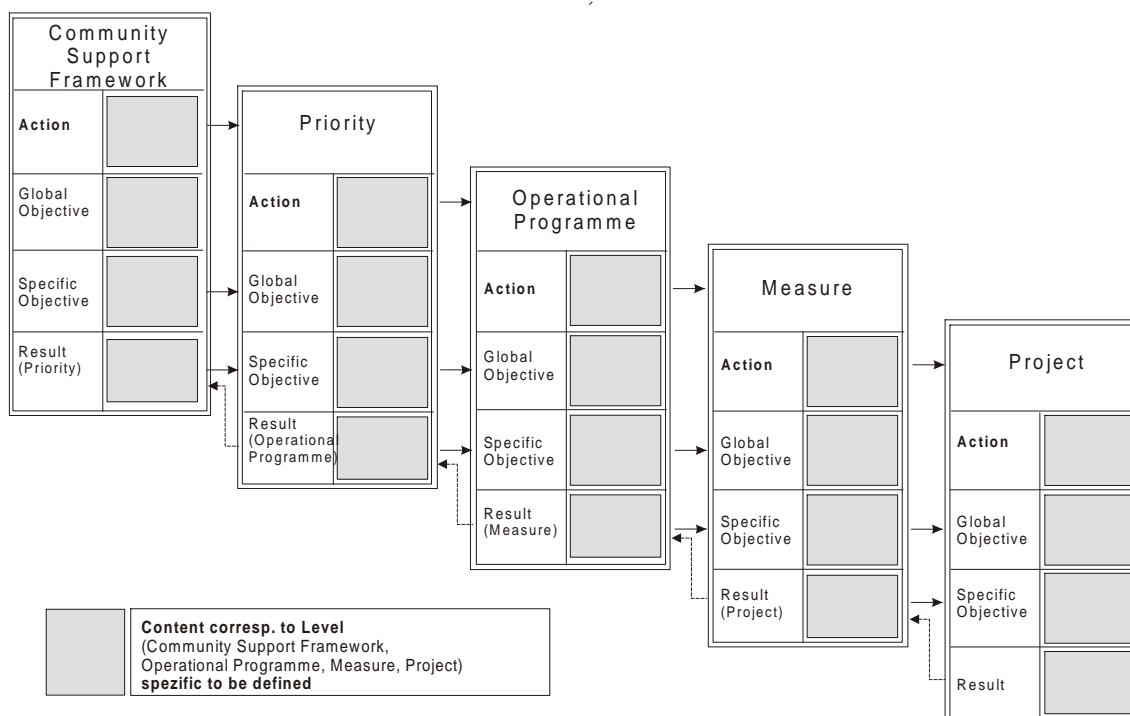 Community
Support
Framework
Action
Global
Objective
Specific
Objective
Result
(Priority)
Priority
Action
Global
Objective
Specific
Objective
Result
(Operational
Programme)
Operational
Programme
Action
Global
Objective
Specific
Objective
Result
(Measure)
Measure
Action
Global
Objective
Specific
Objective
Result
(Project)
Project
Action
Global
Objective
Specific
Objective
Result
Content corresp. to Level
(Community Support Framework,
Operational Programme, Measure, Project)
spezific to be defined